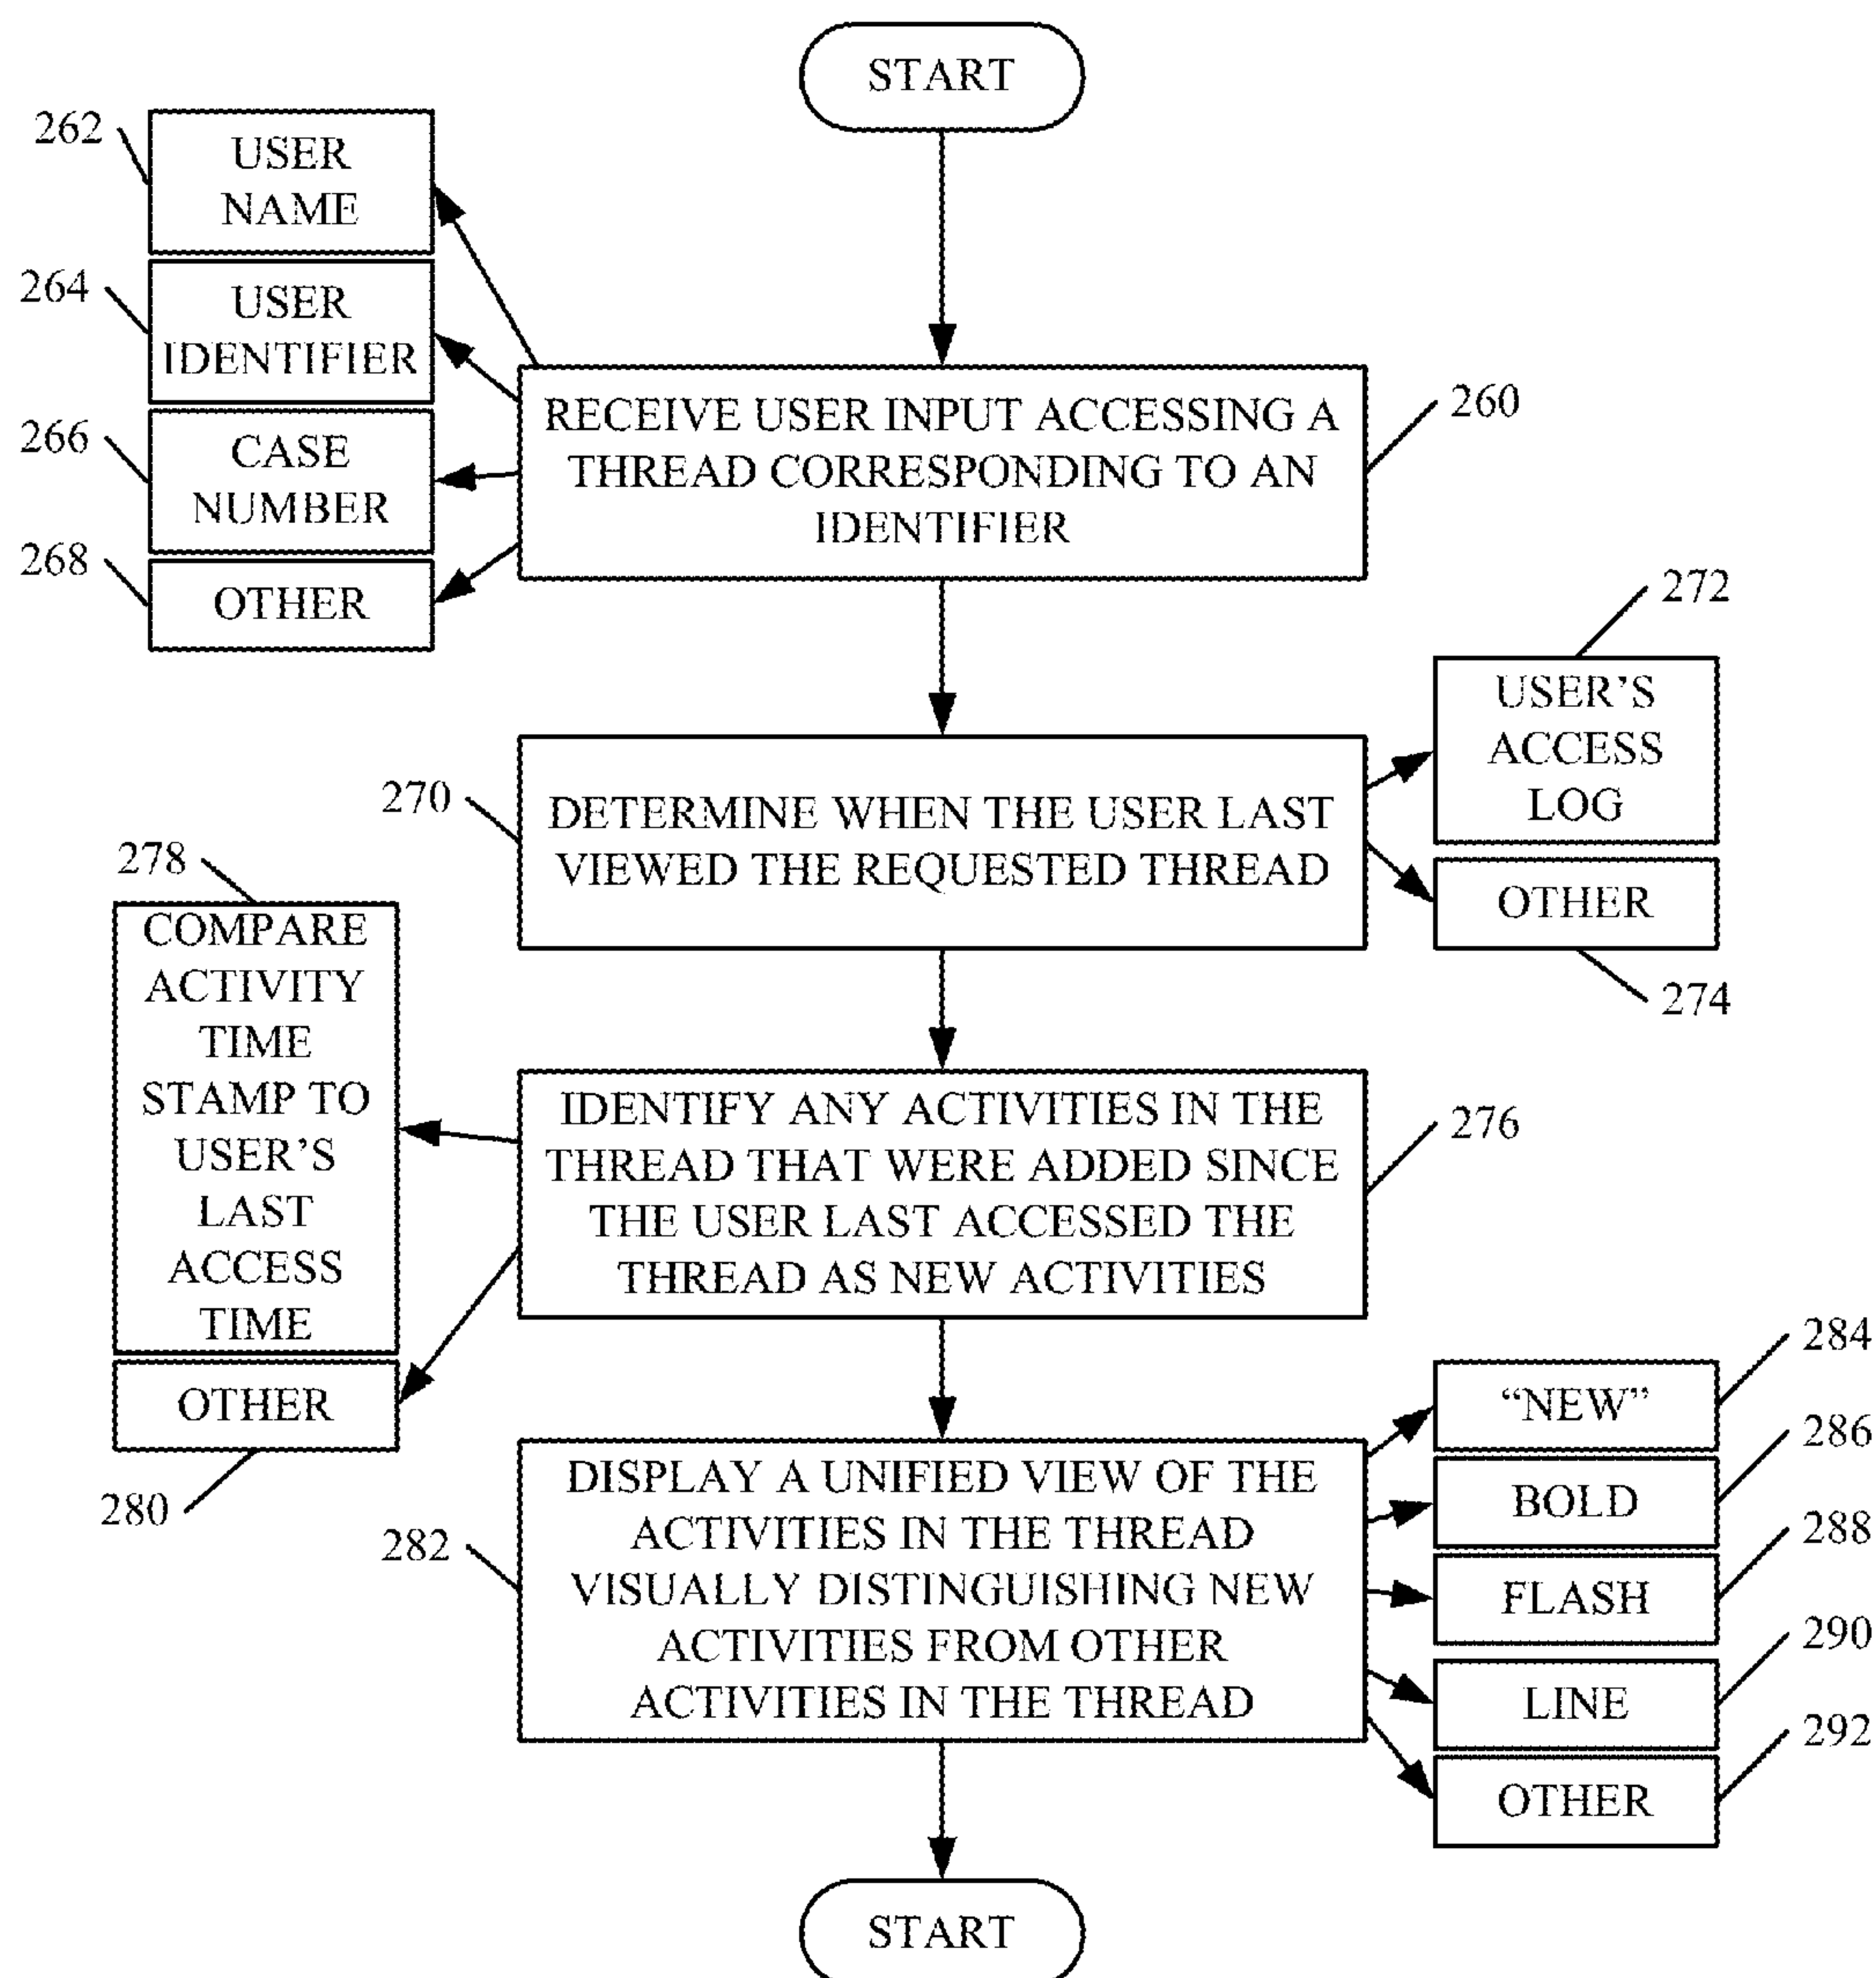 START
262
USER
NAME
264
USER
IDENTIFIER
266
CASE
NUMBER
268
OTHER
RECEIVE USER INPUT ACCESSING A
THREAD CORRESPONDING TO AN
IDENTIFIER
260
272
USER’S
ACCESS
LOG
270
DETERMINE WHEN THE USER LAST
VIEWED THE REQUESTED THREAD
OTHER
274
278
COMPARE
ACTIVITY
TIME
STAMP TO
USER’S
LAST
ACCESS
TIME
OTHER
280
IDENTIFY ANY ACTIVITIES IN THE
THREAD THAT WERE ADDED SINCE
THE USER LAST ACCESSED THE
THREAD AS NEW ACTIVITIES
276
282
DISPLAY A UNIFIED VIEW OF THE
ACTIVITIES IN THE THREAD
VISUALLY DISTINGUISHING NEW
ACTIVITIES FROM OTHER
ACTIVITIES IN THE THREAD
284
“NEW”
286
BOLD
288
FLASH
290
LINE
292
OTHER
START